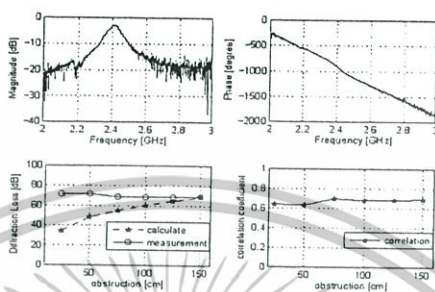 0
-10
-20
-30
-40
2 2.2 2.4 2.6 2.8 3
Magnitude [dB]
Frequency [GHz]
0
-500
-1000
-1500
-2000
2 2.2 2.4 2.6 2.8 3
Phase [degree]
Frequency [GHz]
100
80
60
40
20
0
50 100 150
Diffraction Loss [dB]
obstruction [cm]
calculate
measurement
1
0.8
0.6
0.4
0.2
0
50 100 150
correlation coefficient
obstruction [cm]
correlation